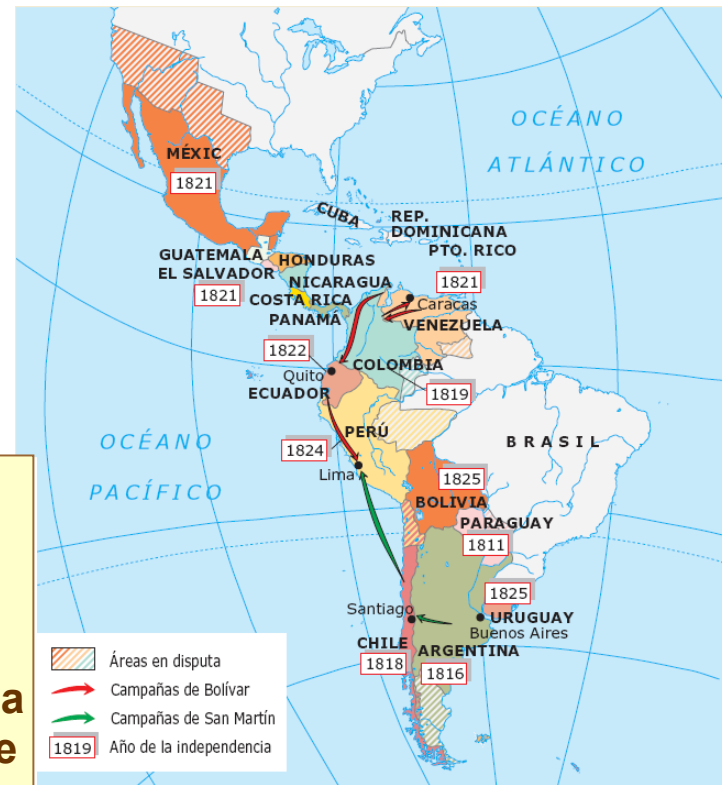 OCÉANO
ATLÁNTICO
MÉXIC
1821
CUBA
REP.
DOMINICANA
PTO. RICO
GUATEMALA
HONDURAS
EL SALVADOR
NICARAGUA
1821
1821
COSTA RICA
Caracas
PANAMÁ
VENEZUELA
1822
COLOMBIA
Quito
ECUADOR
1819
OCÉANO
PACÍFICO
PERÚ
BRASIL
1824
Lima
1825
BOLIVIA
PARAGUAY
1811
1825
Santiago
URUGUAY
Buenos Aires
CHILE
ARGENTINA
1818
1816
Áreas en disputa
Campañas de Bolívar
Campañas de San Martín
1819 Año de la independencia
a
e